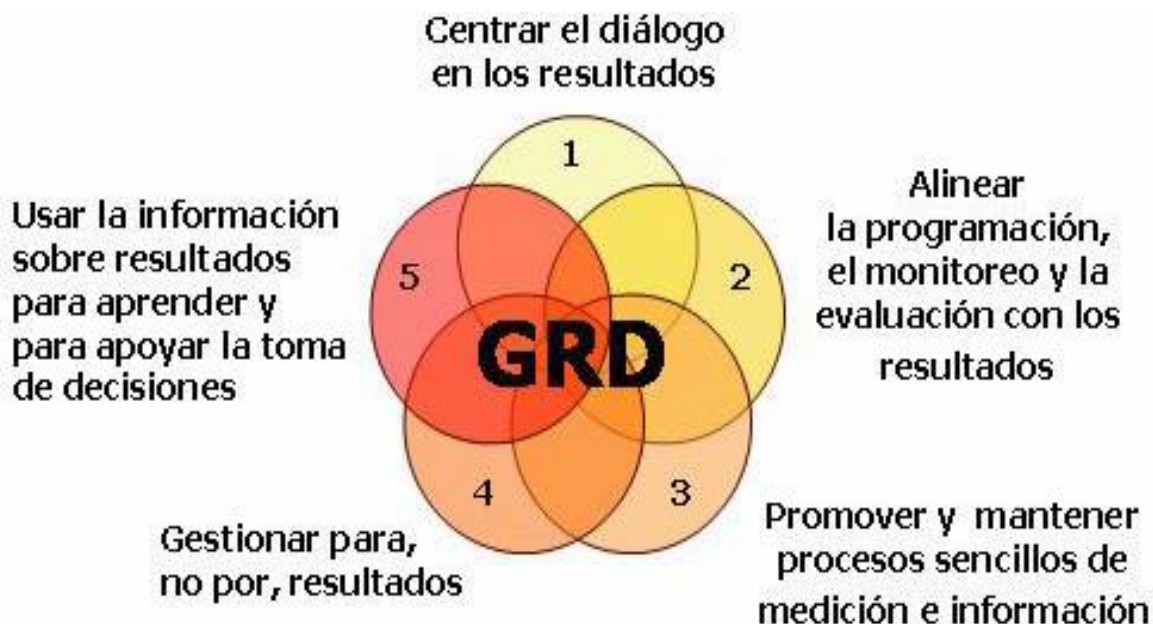 Centrar el diálogo
en los resultados
1
Alinear
la programación,
el monitoreo y la
evaluación con los
resultados
2
Promover y mantener
procesos sencillos de
medición e información
3
Gestionar para,
no por, resultados
4
Usar la información
sobre resultados
para aprender y
para apoyar la toma
de decisiones
5
GRD